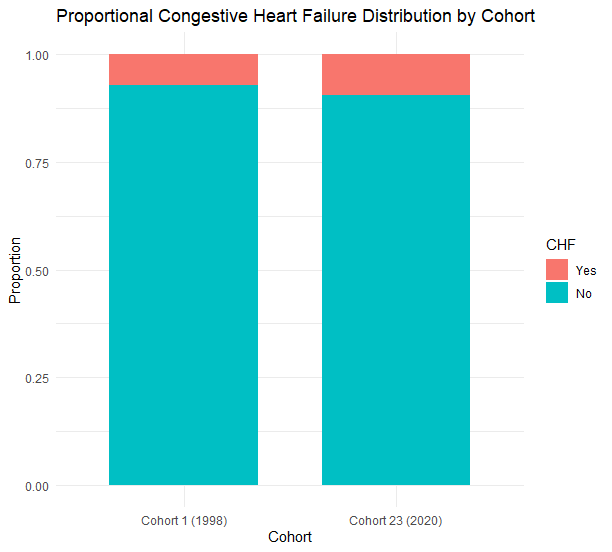 Proportional Congestive Heart Failure Distribution by Cohort
1.00
0.75
0.50
0.25
0.00
Proportion
Cohort 1 (1998)
Cohort 23 (2020)
Cohort
CHF
Yes
No